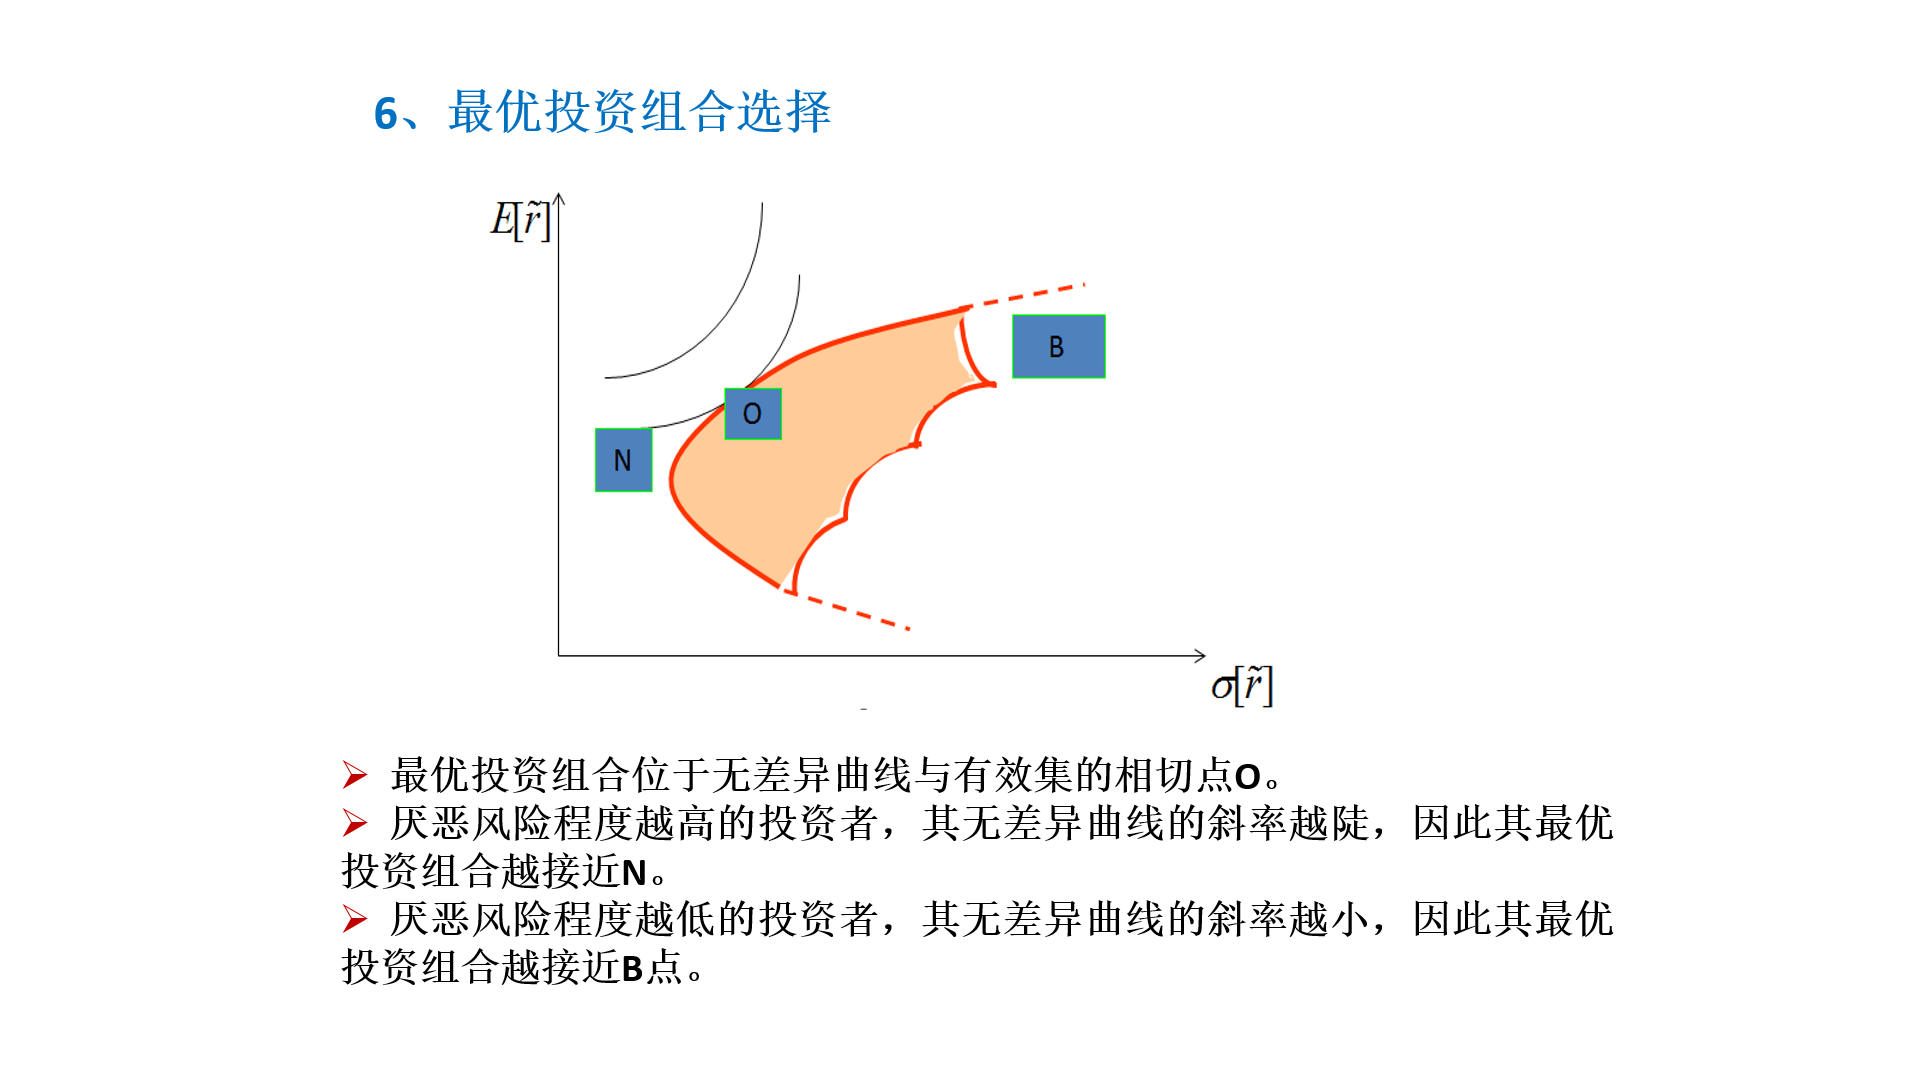 6、最优投资组合选择
E[r̃]
B
O
N
σ[r̃]
最优投资组合位于无差异曲线与有效集的相切点O。
厌恶风险程度越高的投资者，其无差异曲线的斜率越陡，因此其最优
投资组合越接近N。
厌恶风险程度越低的投资者，其无差异曲线的斜率越小，因此其最优
投资组合越接近B点。